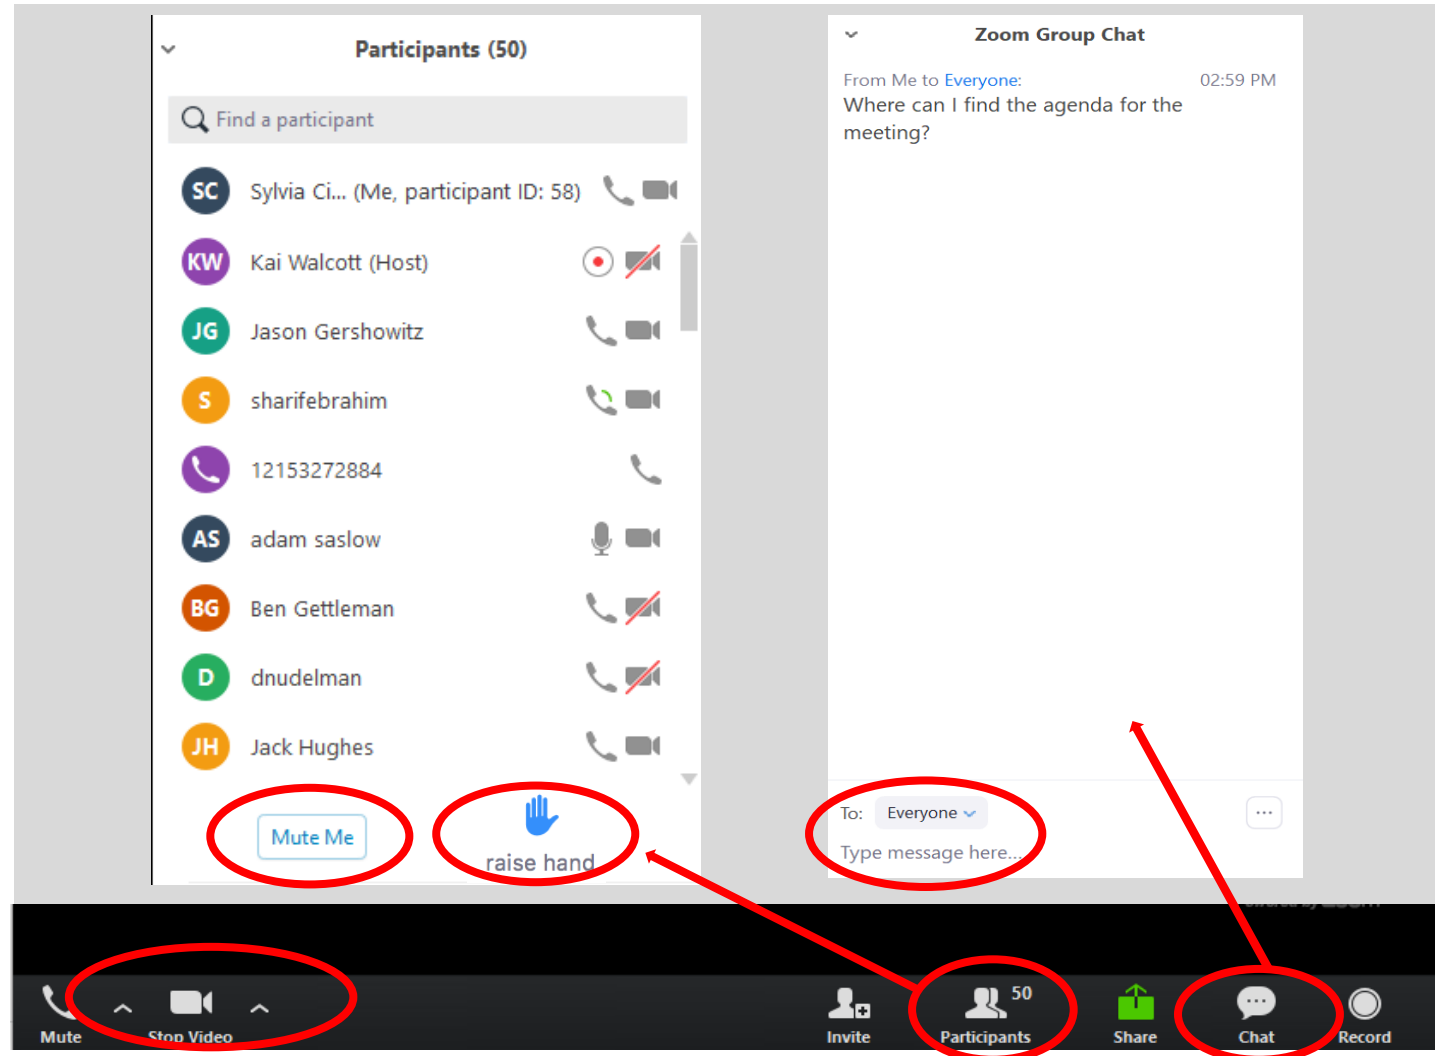 Participants (50)
Find a participant
SC Sylvia Ci... (Me, participant ID: 58)
KW Kai Walcott (Host)
JG Jason Gershowitz
S sharifebrahim
12153272884
AS adam saslow
BG Ben Gettleman
D dnudelman
JH Jack Hughes
Mute Me
raise hand
Zoom Group Chat
From Me to Everyone: 02:59 PM
Where can I find the agenda for the
meeting?
To: Everyone
Type message here...
Mute
Stop Video
Invite
50
Participants
Share
Chat
Record